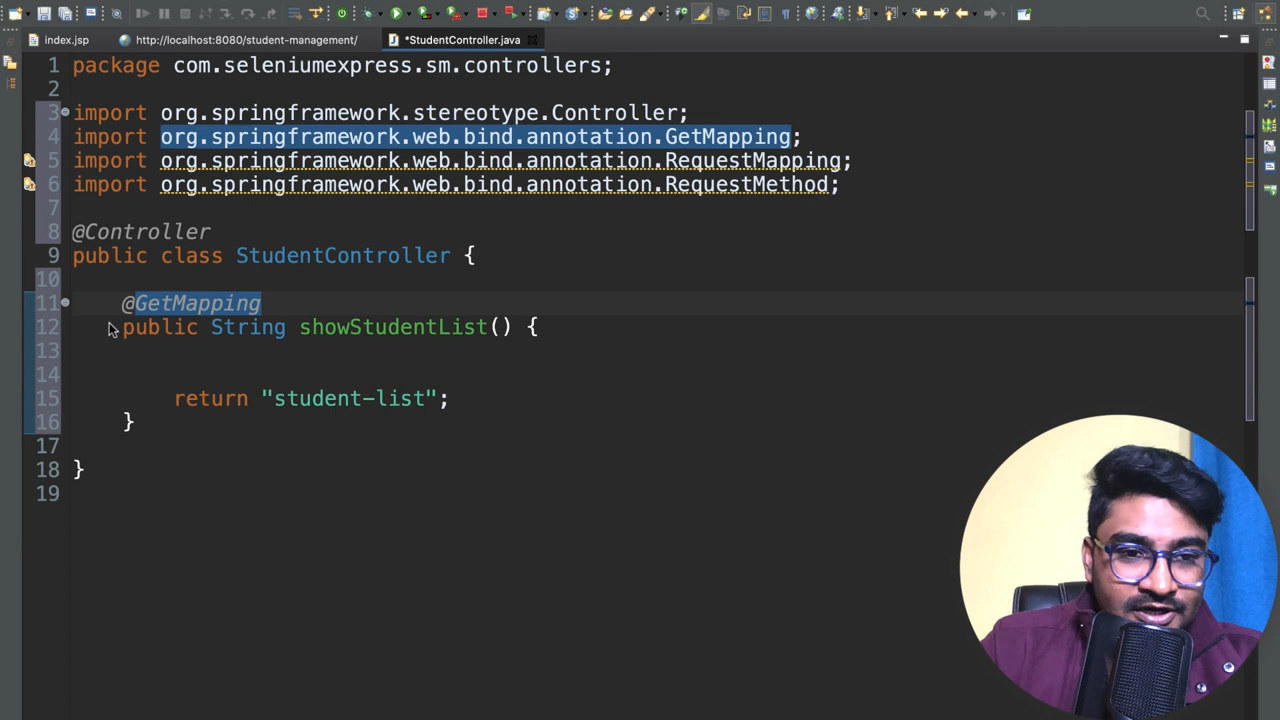 index.jsp
http://localhost:8080/student-management/
*StudentController.java
1 package com.seleniumexpress.sm.controllers;
2
3 import org.springframework.stereotype.Controller;
4 import org.springframework.web.bind.annotation.GetMapping;
5 import org.springframework.web.bind.annotation.RequestMapping;
6 import org.springframework.web.bind.annotation.RequestMethod;
7
8 @Controller
9 public class StudentController {
10
11 @GetMapping
12 public String showStudentList() {
13
14
15 return "student-list";
16 }
17
18 }
19